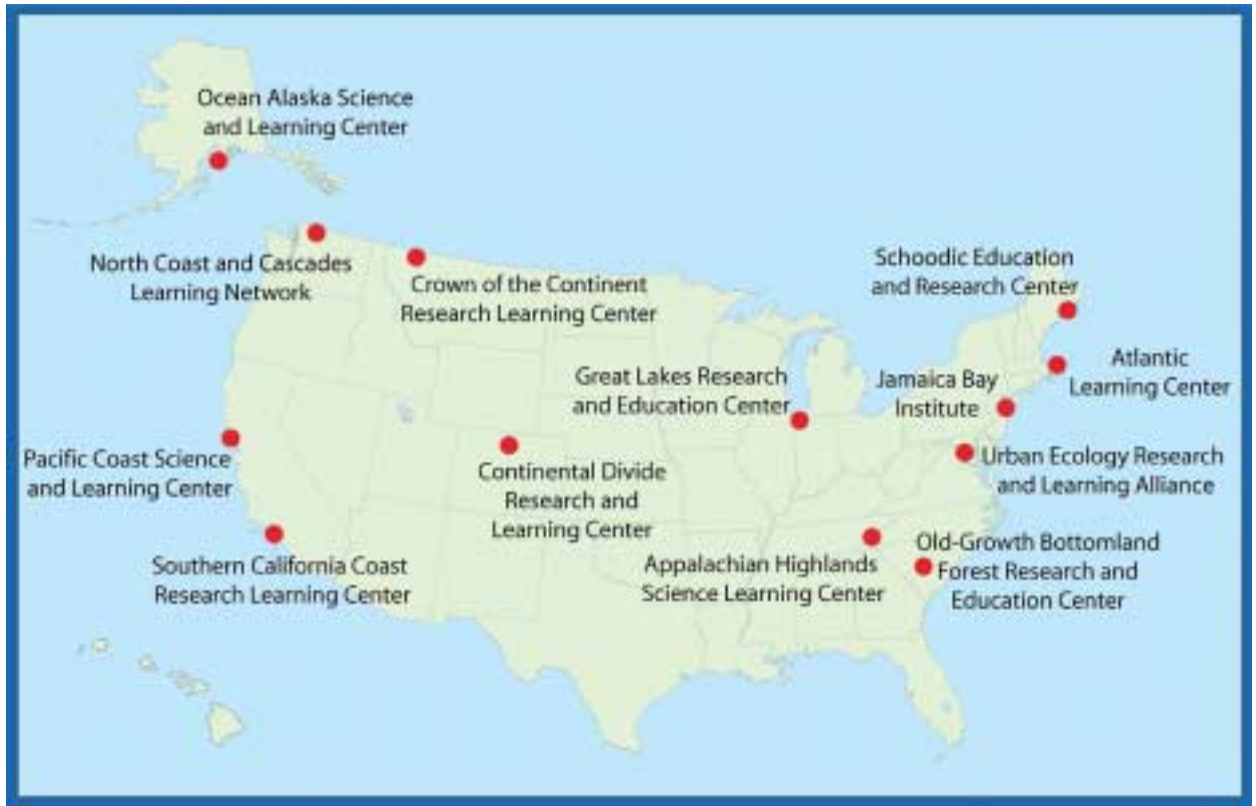 Ocean Alaska Science
and Learning Center
North Coast and Cascades
Learning Network
Crown of the Continent
Research Learning Center
Schoodic Education
and Research Center
Atlantic
Learning Center
Great Lakes Research
and Education Center
Jamaica Bay
Institute
Pacific Coast Science
and Learning Center
Continental Divide
Research and
Learning Center
Urban Ecology Research
and Learning Alliance
Southern California Coast
Research Learning Center
Appalachian Highlands
Science Learning Center
Old-Growth Bottomland
Forest Research and
Education Center